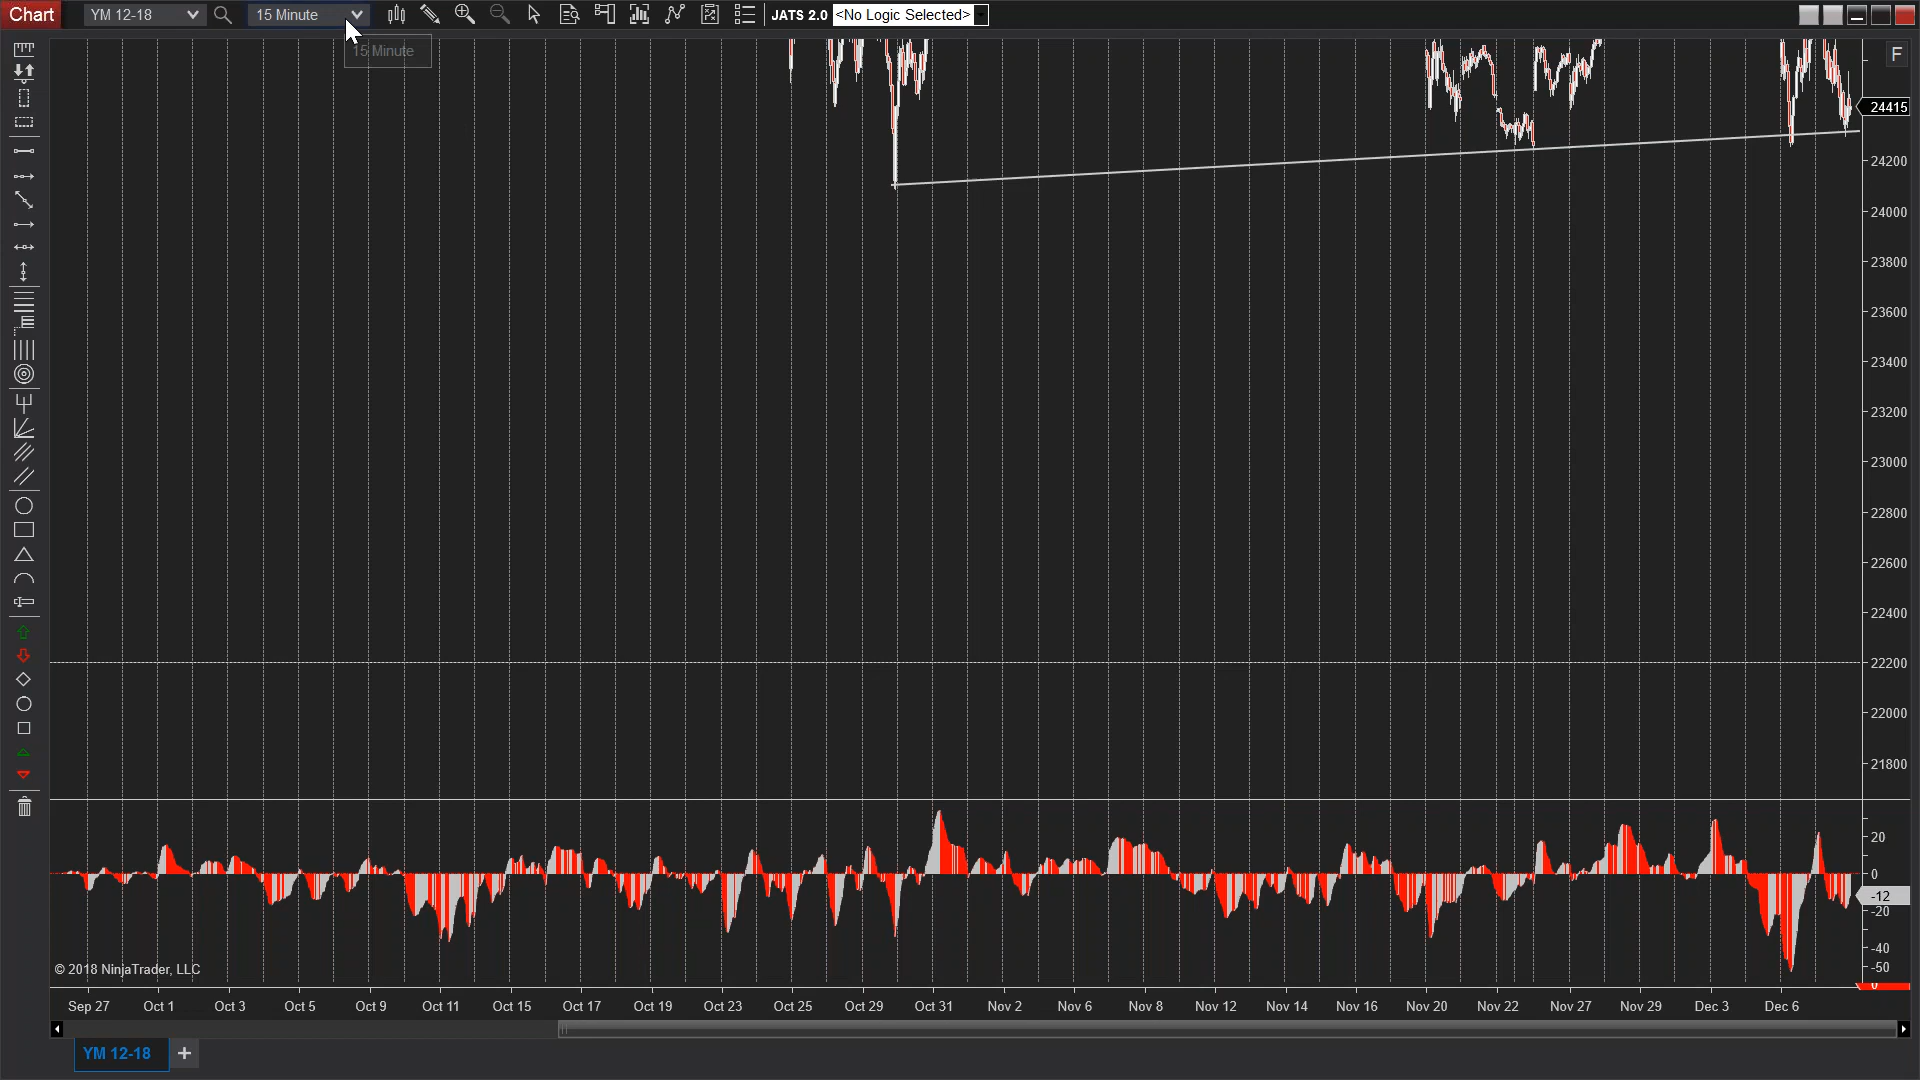 Chart
YM 12-18
15 Minute
JATS 2.0
<No Logic Selected>
15 Minute
F
24415
24200
24000
23800
23600
23400
23200
23000
22800
22600
22400
22200
22000
21800
20
0
-12
-20
-40
-50
0
© 2018 NinjaTrader, LLC
Sep 27 Oct 1 Oct 3 Oct 5 Oct 9 Oct 11 Oct 15 Oct 17 Oct 19 Oct 23 Oct 25 Oct 29 Oct 31 Nov 2 Nov 6 Nov 8 Nov 12 Nov 14 Nov 16 Nov 20 Nov 22 Nov 27 Nov 29 Dec 3 Dec 6
YM 12-18 +